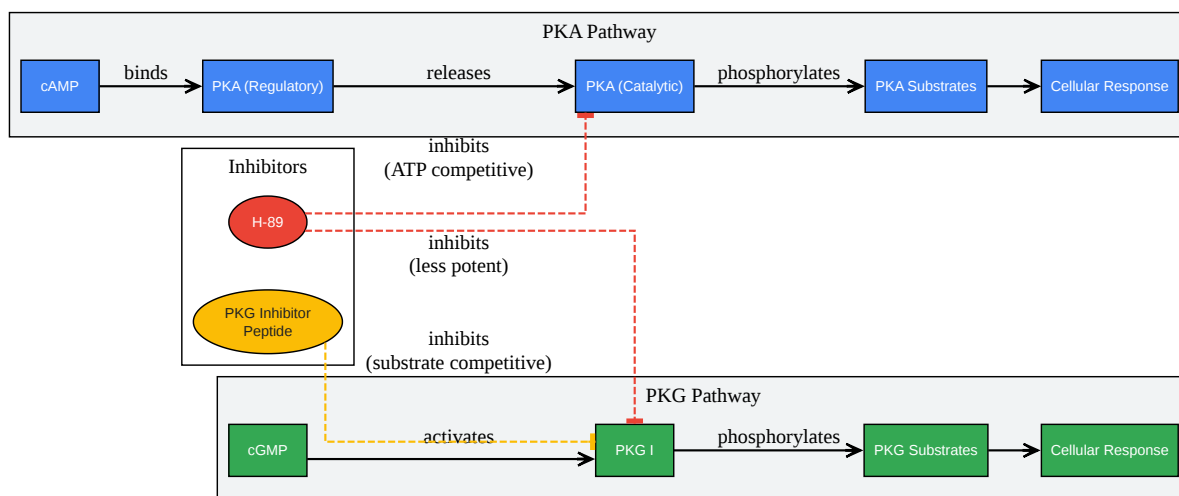 PKA Pathway
binds
releases
phosphorylates
cAMP
PKA (Regulatory)
PKA (Catalytic)
PKA Substrates
Cellular Response
inhibits
(ATP competitive)
Inhibitors
H-89
inhibits
(less potent)
PKG Inhibitor
Peptide
inhibits
(substrate competitive)
PKG Pathway
activates
phosphorylates
cGMP
PKG I
PKG Substrates
Cellular Response